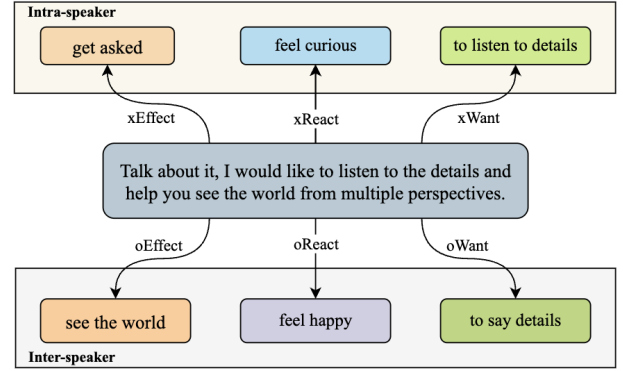 Intra-speaker
get asked
feel curious
to listen to details
xEffect
xReact
xWant
Talk about it, I would like to listen to the details and
help you see the world from multiple perspectives.
oEffect
oReact
oWant
see the world
feel happy
to say details
Inter-speaker